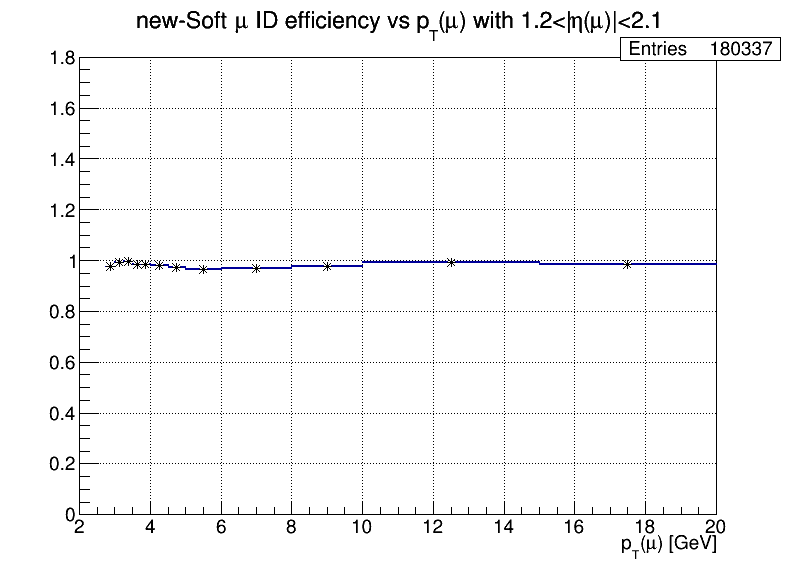 new-Soft μ ID efficiency vs p_T(μ) with 1.2<|η(μ)|<2.1
Entries 180337
1.8
1.6
1.4
1.2
1
0.8
0.6
0.4
0.2
0
2 4 6 8 10 12 14 16 18 20
p_T(μ) [GeV]